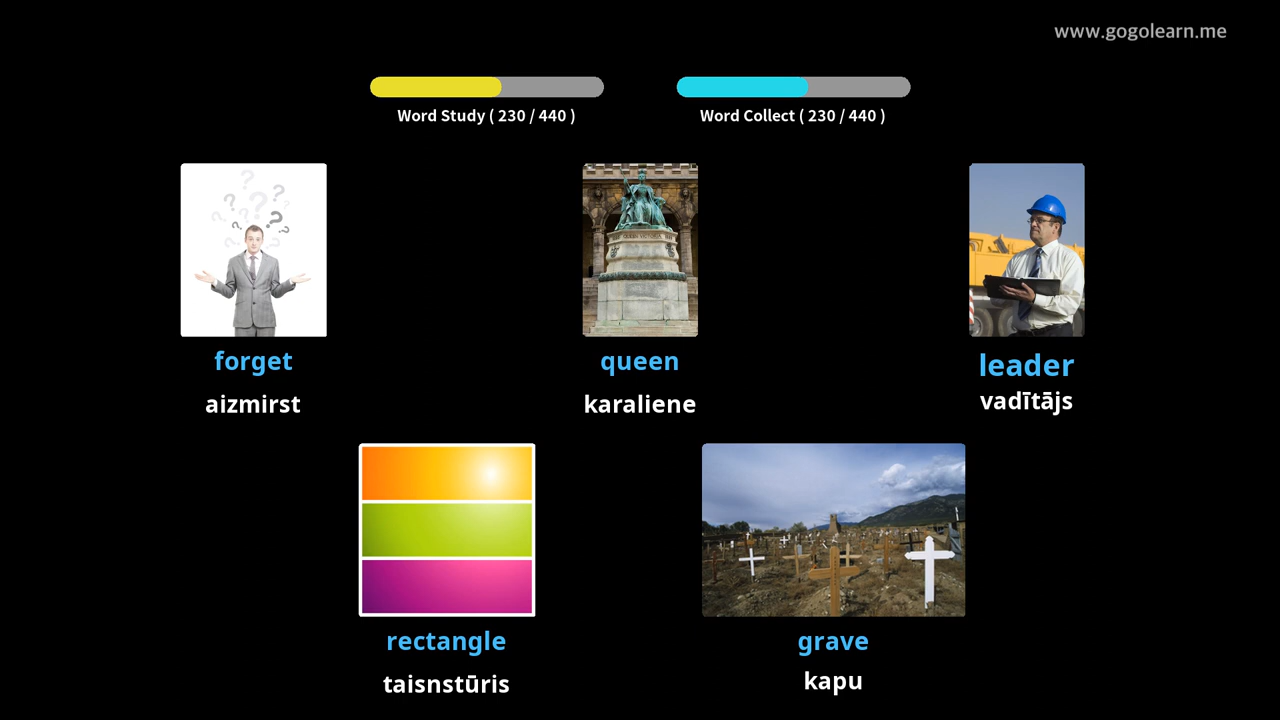 www.gogolearn.me
Word Study ( 230 / 440 )
Word Collect ( 230 / 440 )
forget
queen
leader
aizmirst
karaliene
vadītājs
rectangle
grave
taisnstūris
kapu